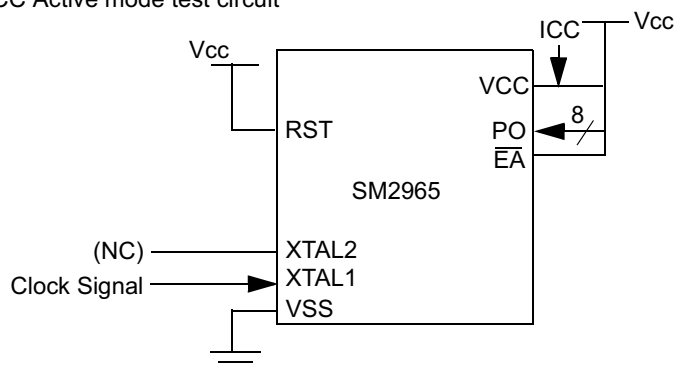 CC Active mode test circuit
ICC
Vcc
Vcc
VCC
8
RST
PO
EA
SM2965
(NC)
XTAL2
Clock Signal
XTAL1
VSS